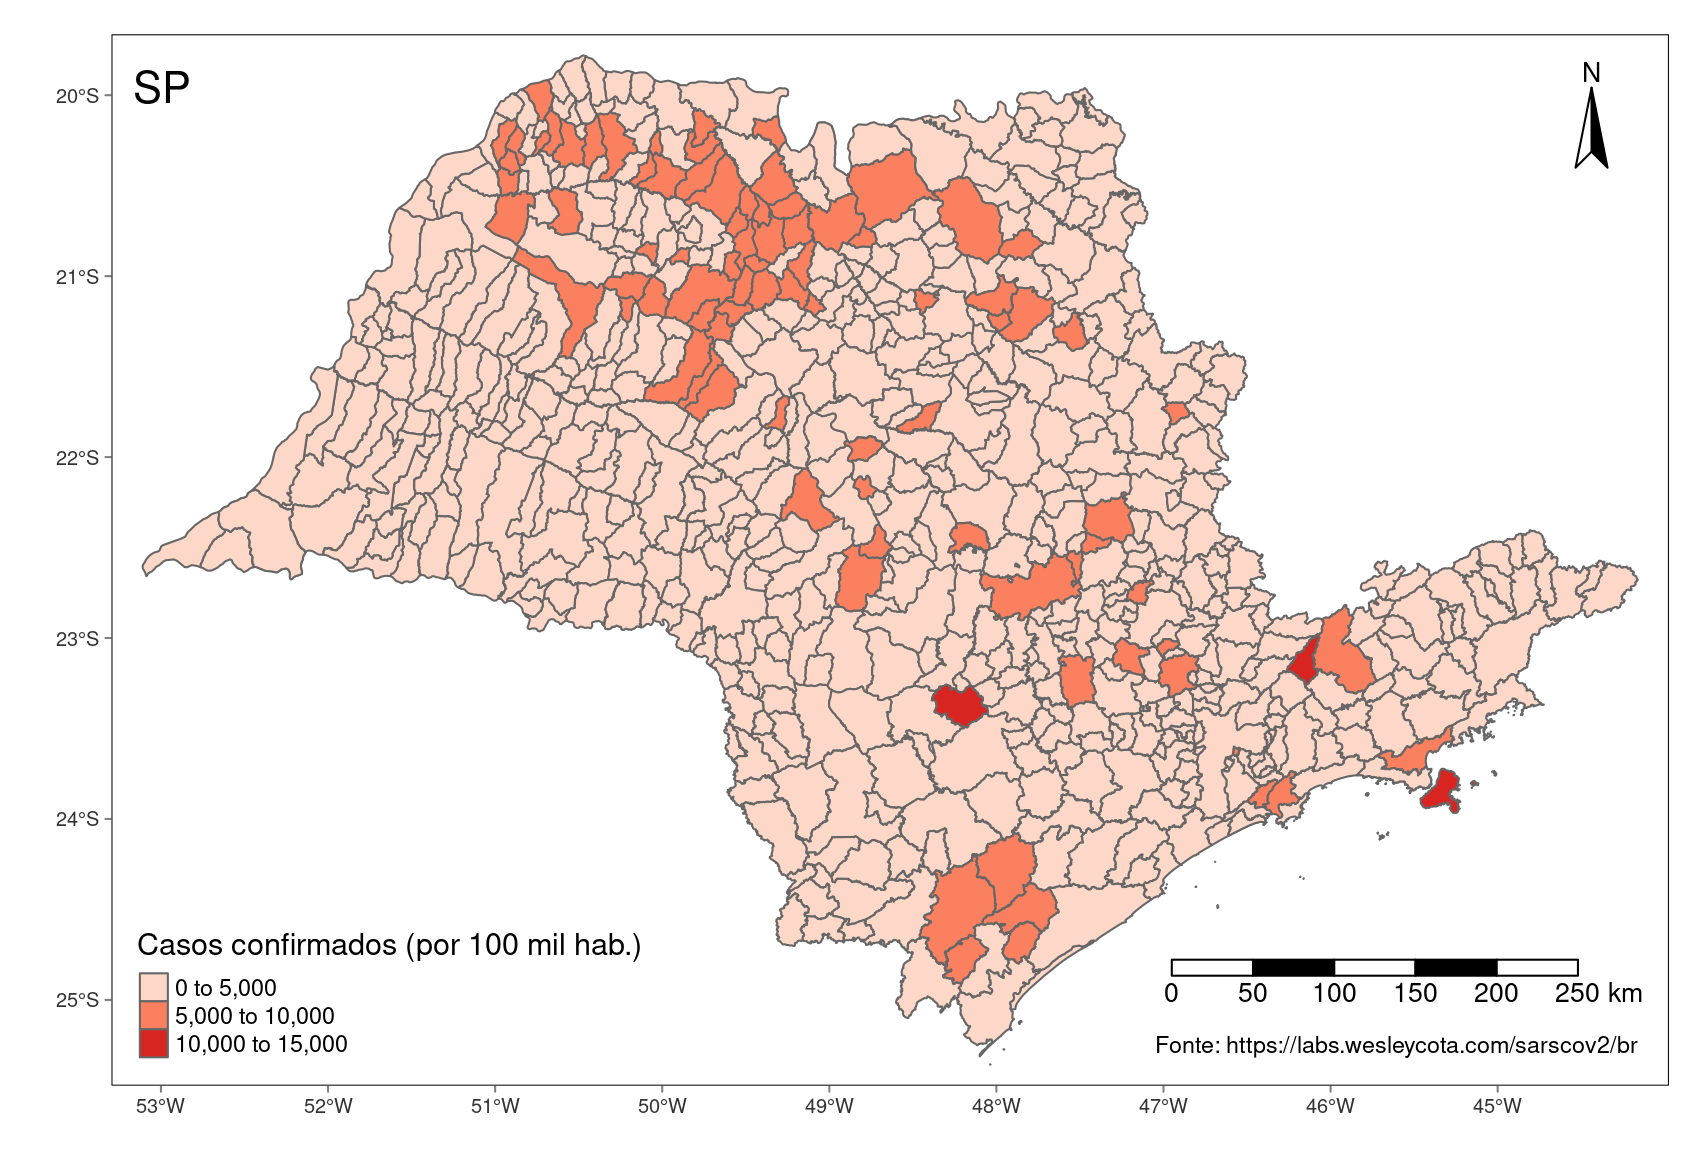 SP
N
20°S
21°S
22°S
23°S
24°S
25°S
Casos confirmados (por 100 mil hab.)
0 to 5,000
5,000 to 10,000
10,000 to 15,000
0 50 100 150 200 250 km
Fonte: https://labs.wesleycota.com/sarscov2/br
53°W 52°W 51°W 50°W 49°W 48°W 47°W 46°W 45°W